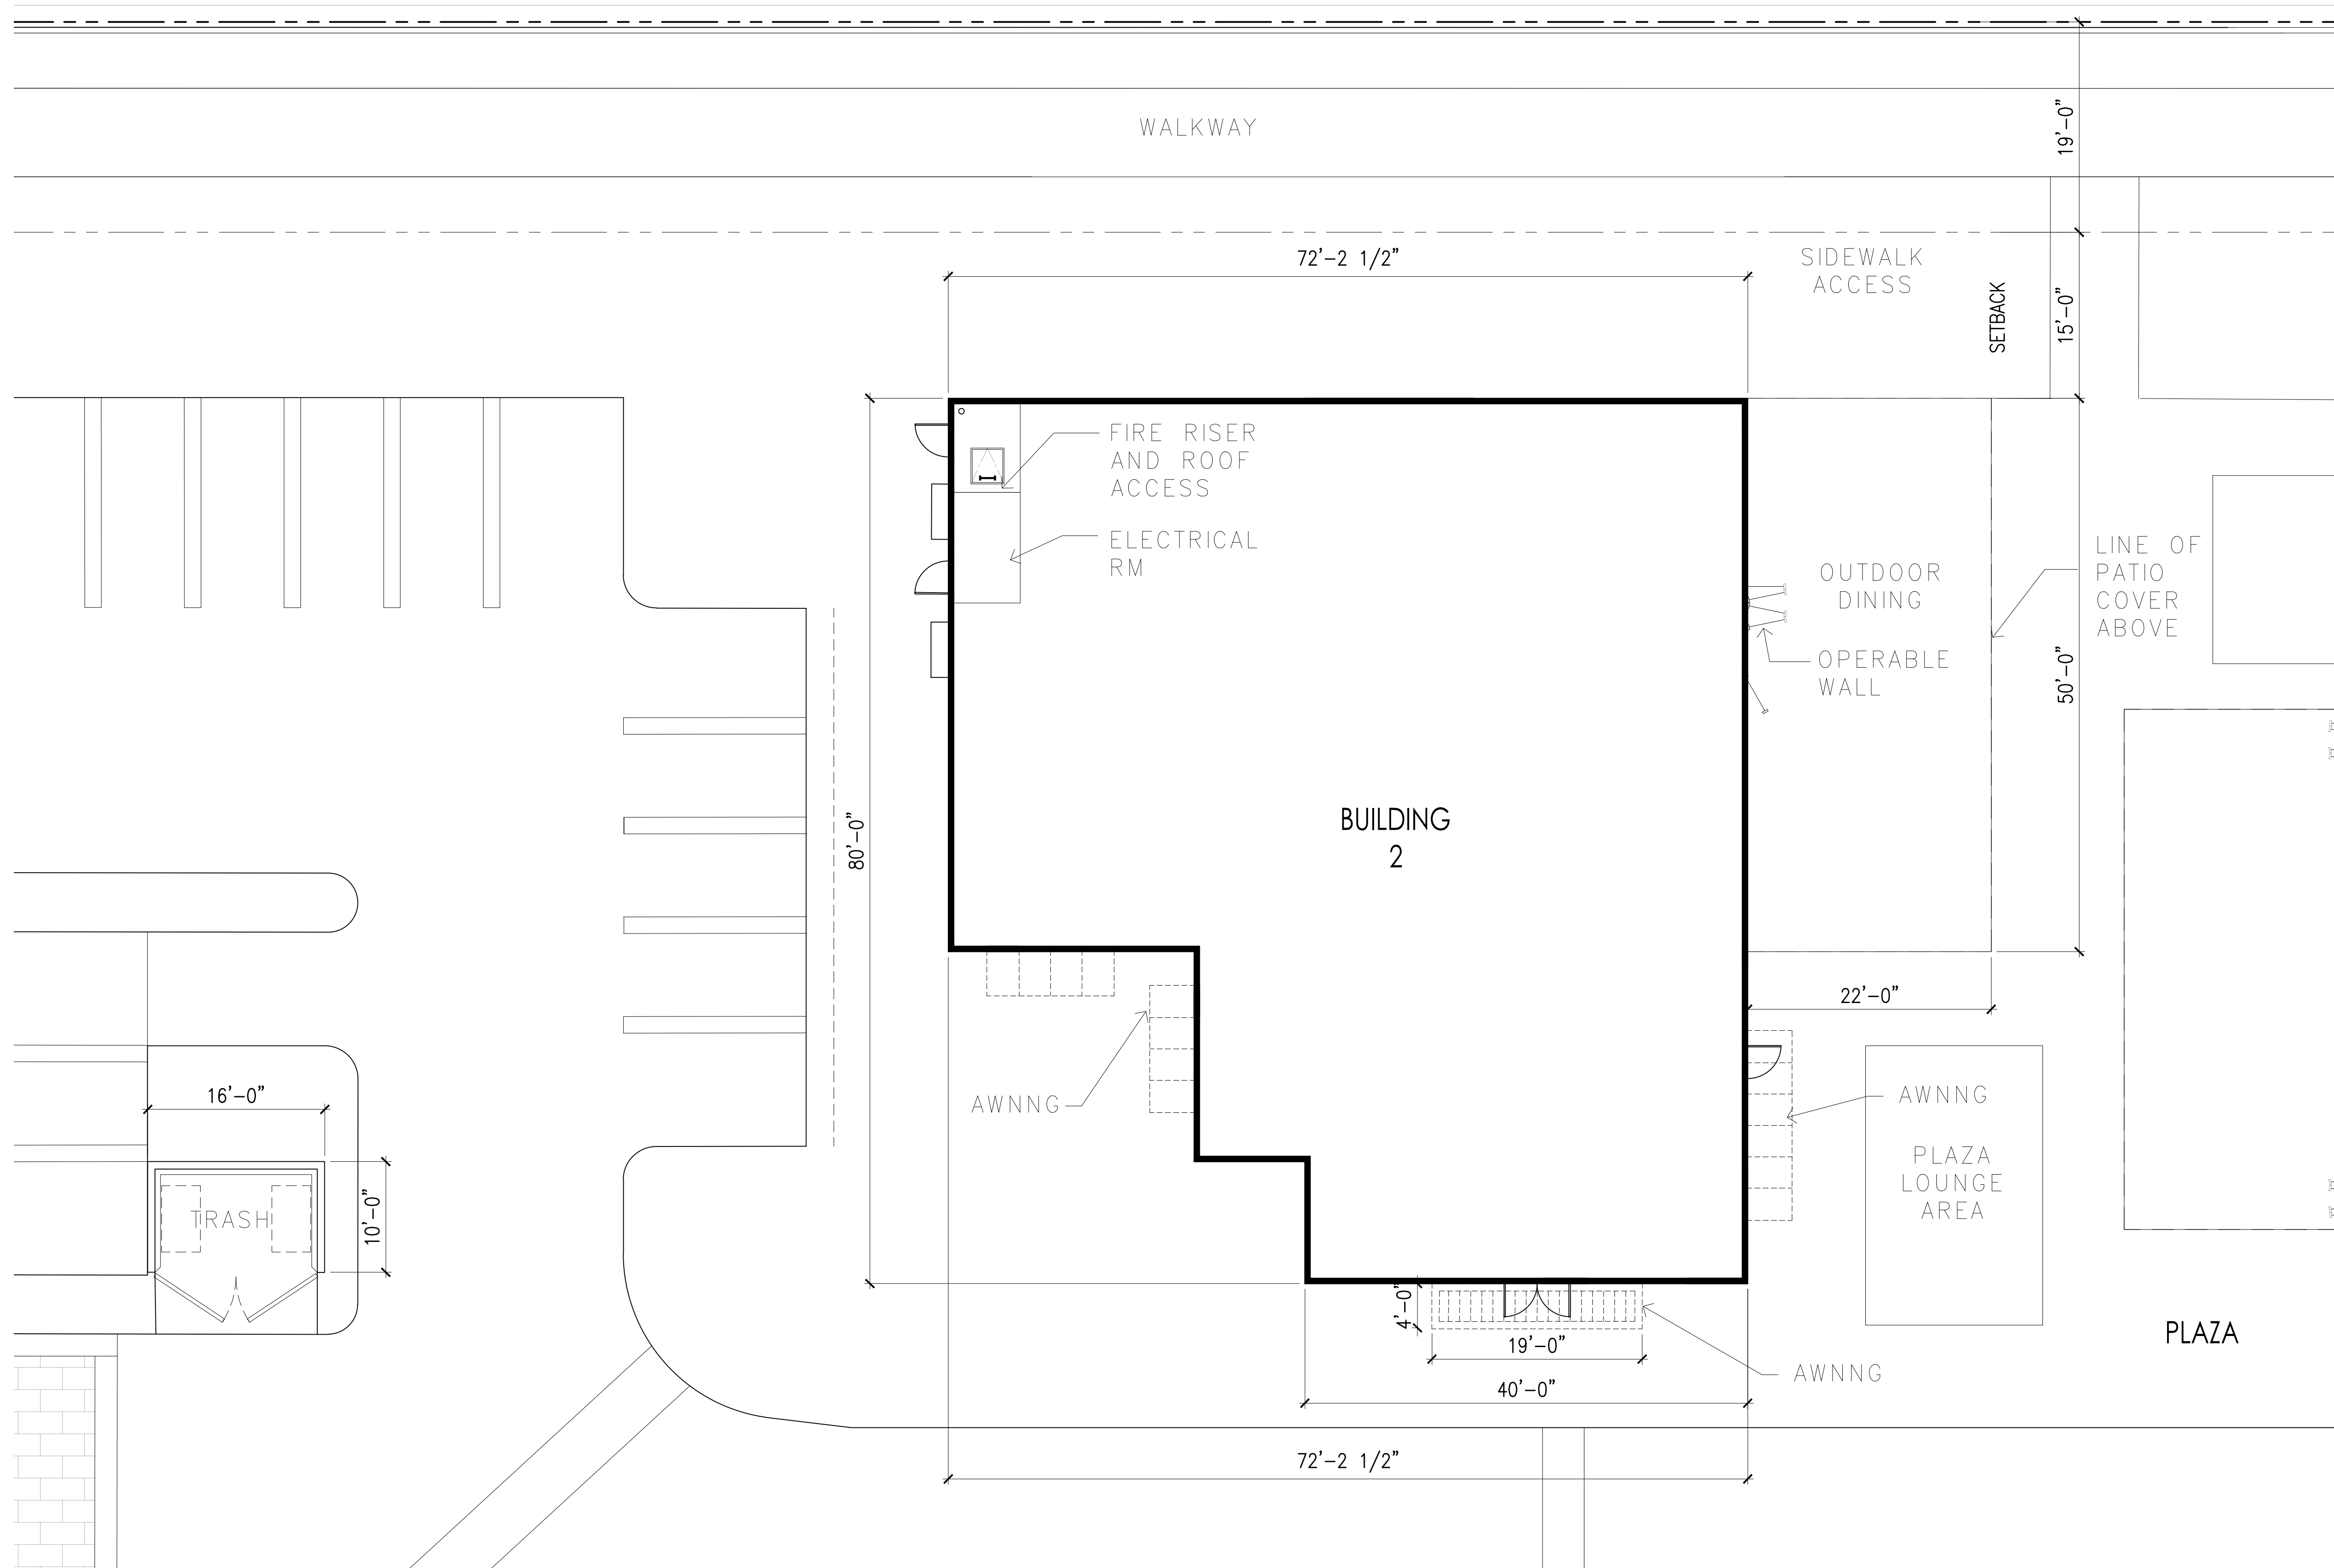 WALKWAY
19'-0"
72'-2 1/2"
SIDEWALK
ACCESS
SETBACK
15'-0"
FIRE RISER
AND ROOF
ACCESS
ELECTRICAL
RM
OUTDOOR
DINING
LINE OF
PATIO
COVER
ABOVE
OPERABLE
WALL
50'-0"
80'-0"
BUILDING
2
22'-0"
16'-0"
AWNNG
AWNNG
PLAZA
LOUNGE
AREA
10'-0"
TRASH
4'-0"
19'-0"
PLAZA
AWNNG
40'-0"
72'-2 1/2"